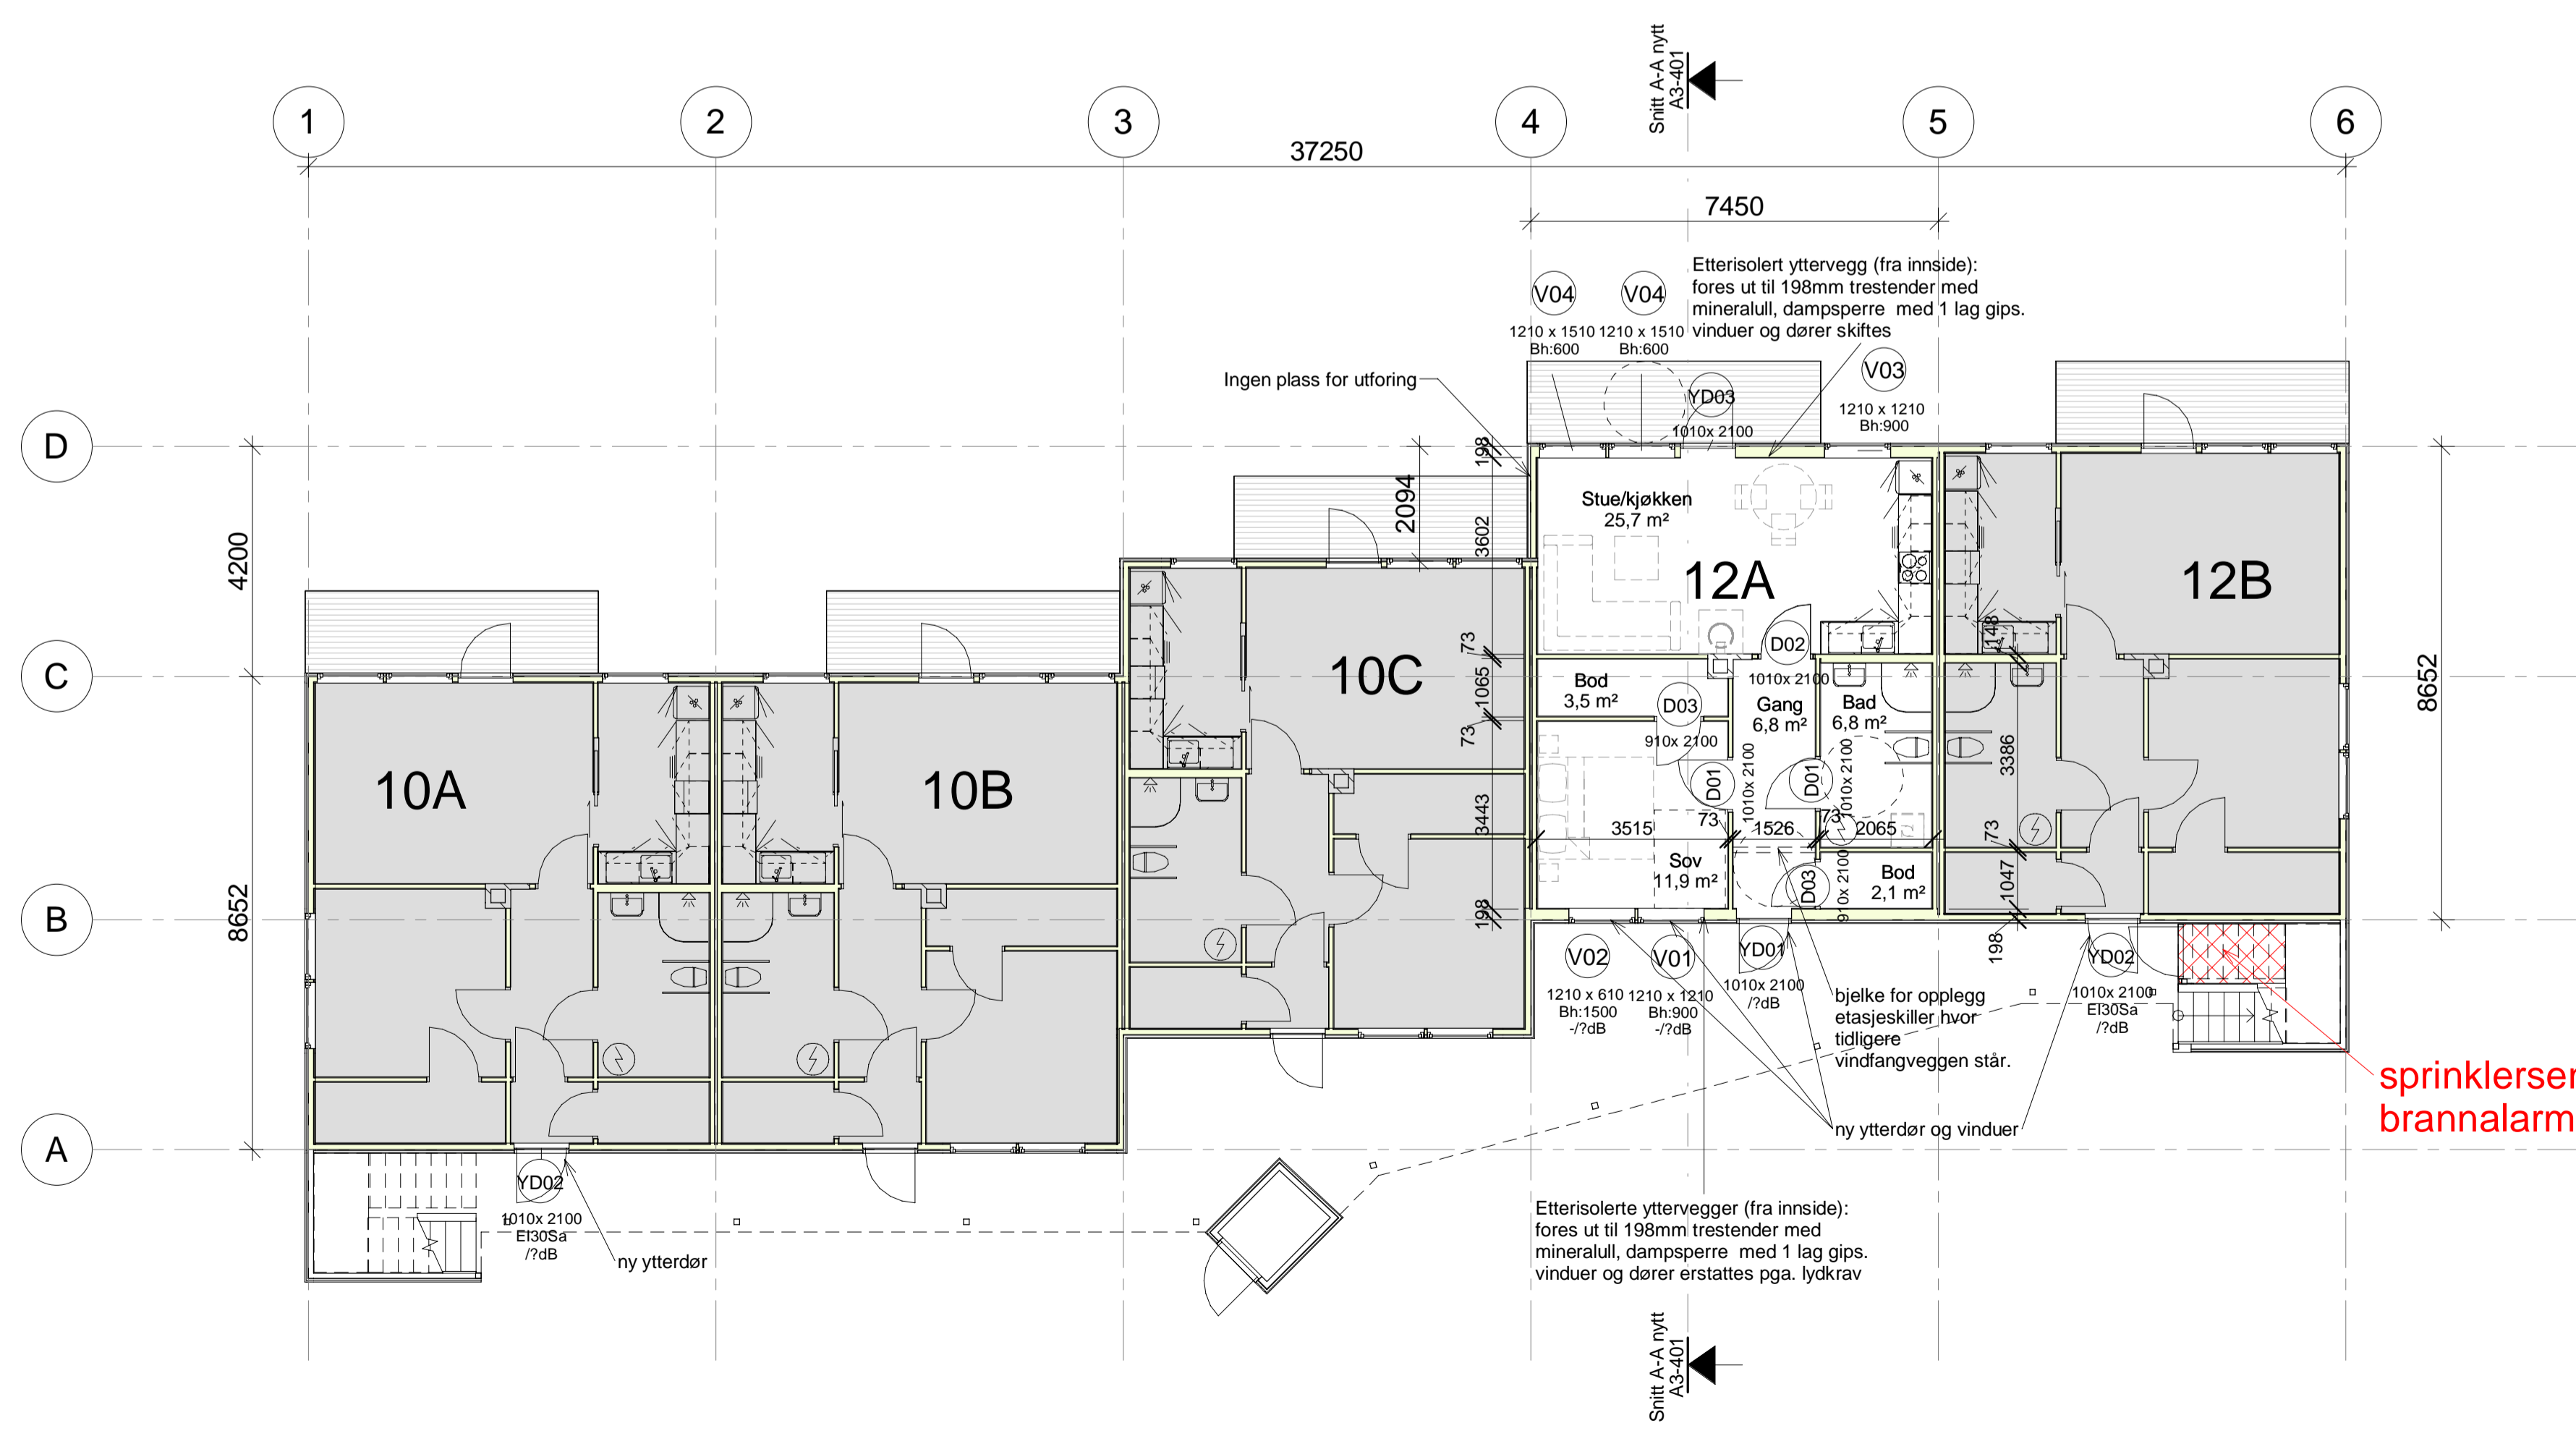 Snitt A-A nytt
A3-401
1
2
3
4
5
6
37250
7450
Etterisolert yttervegg (fra innside):
fores ut til 198mm trestender med
mineralull, dampsperre med 1 lag gips.
vinduer og dører skiftes
V04
V04
1210 x 1510
Bh:600
1210 x 1510
Bh:600
V03
1210 x 1210
Bh:900
Ingen plass for utforing
YD03
1010x 2100
D
C
B
A
4200
8652
2094
198
3602
73
1065
73
3443
198
8652
Stue/kjøkken
25,7 m²
12A
12B
10C
10A
10B
D02
1010x 2100
148
Bod
3,5 m²
D03
910x 2100
Gang
6,8 m²
Bad
6,8 m²
D01
1010x 2100
D01
1010x 2100
3386
3515
73
1526
73
2065
73
Sov
11,9 m²
D03
910x 2100
Bod
2,1 m²
1047
198
V02
1210 x 610
Bh:1500
-/?dB
V01
1210 x 1210
Bh:900
-/?dB
YD01
1010x 2100
/?dB
bjelke for opplegg
etasjeskiller hvor
tidligere
vindfangveggen står.
YD02
1010x 2100
EI30Sa
/?dB
sprinklerser
brannalarm
ny ytterdør og vinduer
YD02
1010x 2100
EI30Sa
/?dB
ny ytterdør
Etterisolerte yttervegger (fra innside):
fores ut til 198mm trestender med
mineralull, dampsperre med 1 lag gips.
vinduer og dører erstattes pga. lydkrav
Snitt A-A nytt
A3-401